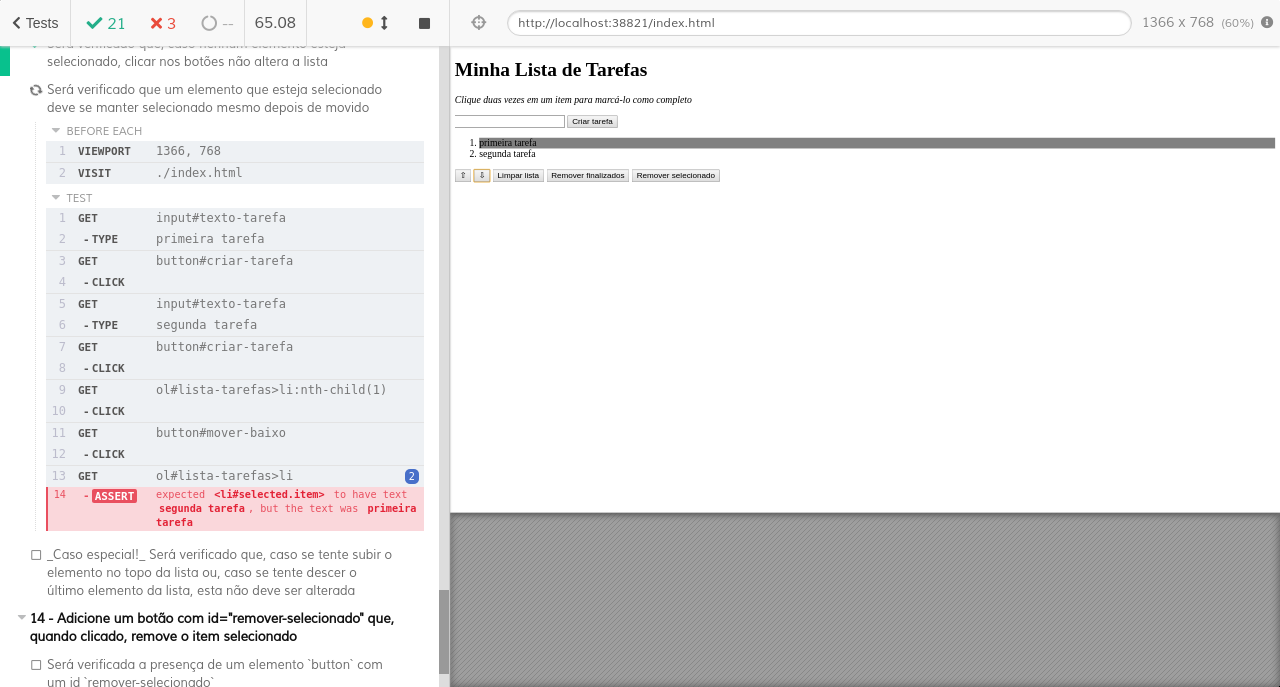 Tests
21
3
--
65.08
http://localhost:38821/index.html
1366 x 768 (60%)
Será verificado que, caso nenhum elemento esteja
selecionado, clicar nos botões não altera a lista
Será verificado que um elemento que esteja selecionado
deve se manter selecionado mesmo depois de movido
BEFORE EACH
1 VIEWPORT 1366, 768
2 VISIT ./index.html
TEST
1 GET input#texto-tarefa
2 -TYPE primeira tarefa
3 GET button#criar-tarefa
4 -CLICK
5 GET input#texto-tarefa
6 -TYPE segunda tarefa
7 GET button#criar-tarefa
8 -CLICK
9 GET ol#lista-tarefas>li:nth-child(1)
10 -CLICK
11 GET button#mover-baixo
12 -CLICK
13 GET ol#lista-tarefas>li 2
14 -ASSERT expected <li#selected.item> to have text
segunda tarefa, but the text was primeira
tarefa
_Caso especial!_ Será verificado que, caso se tente subir o
elemento no topo da lista ou, caso se tente descer o
último elemento da lista, esta não deve ser alterada
14 - Adicione um botão com id="remover-selecionado" que,
quando clicado, remove o item selecionado
Será verificada a presença de um elemento `button` com
um id `remover-selecionado`
Minha Lista de Tarefas
Clique duas vezes em um item para marcá-lo como completo
Criar tarefa
1. primeira tarefa
2. segunda tarefa
⇧ ⇩ Limpar lista Remover finalizados Remover selecionado